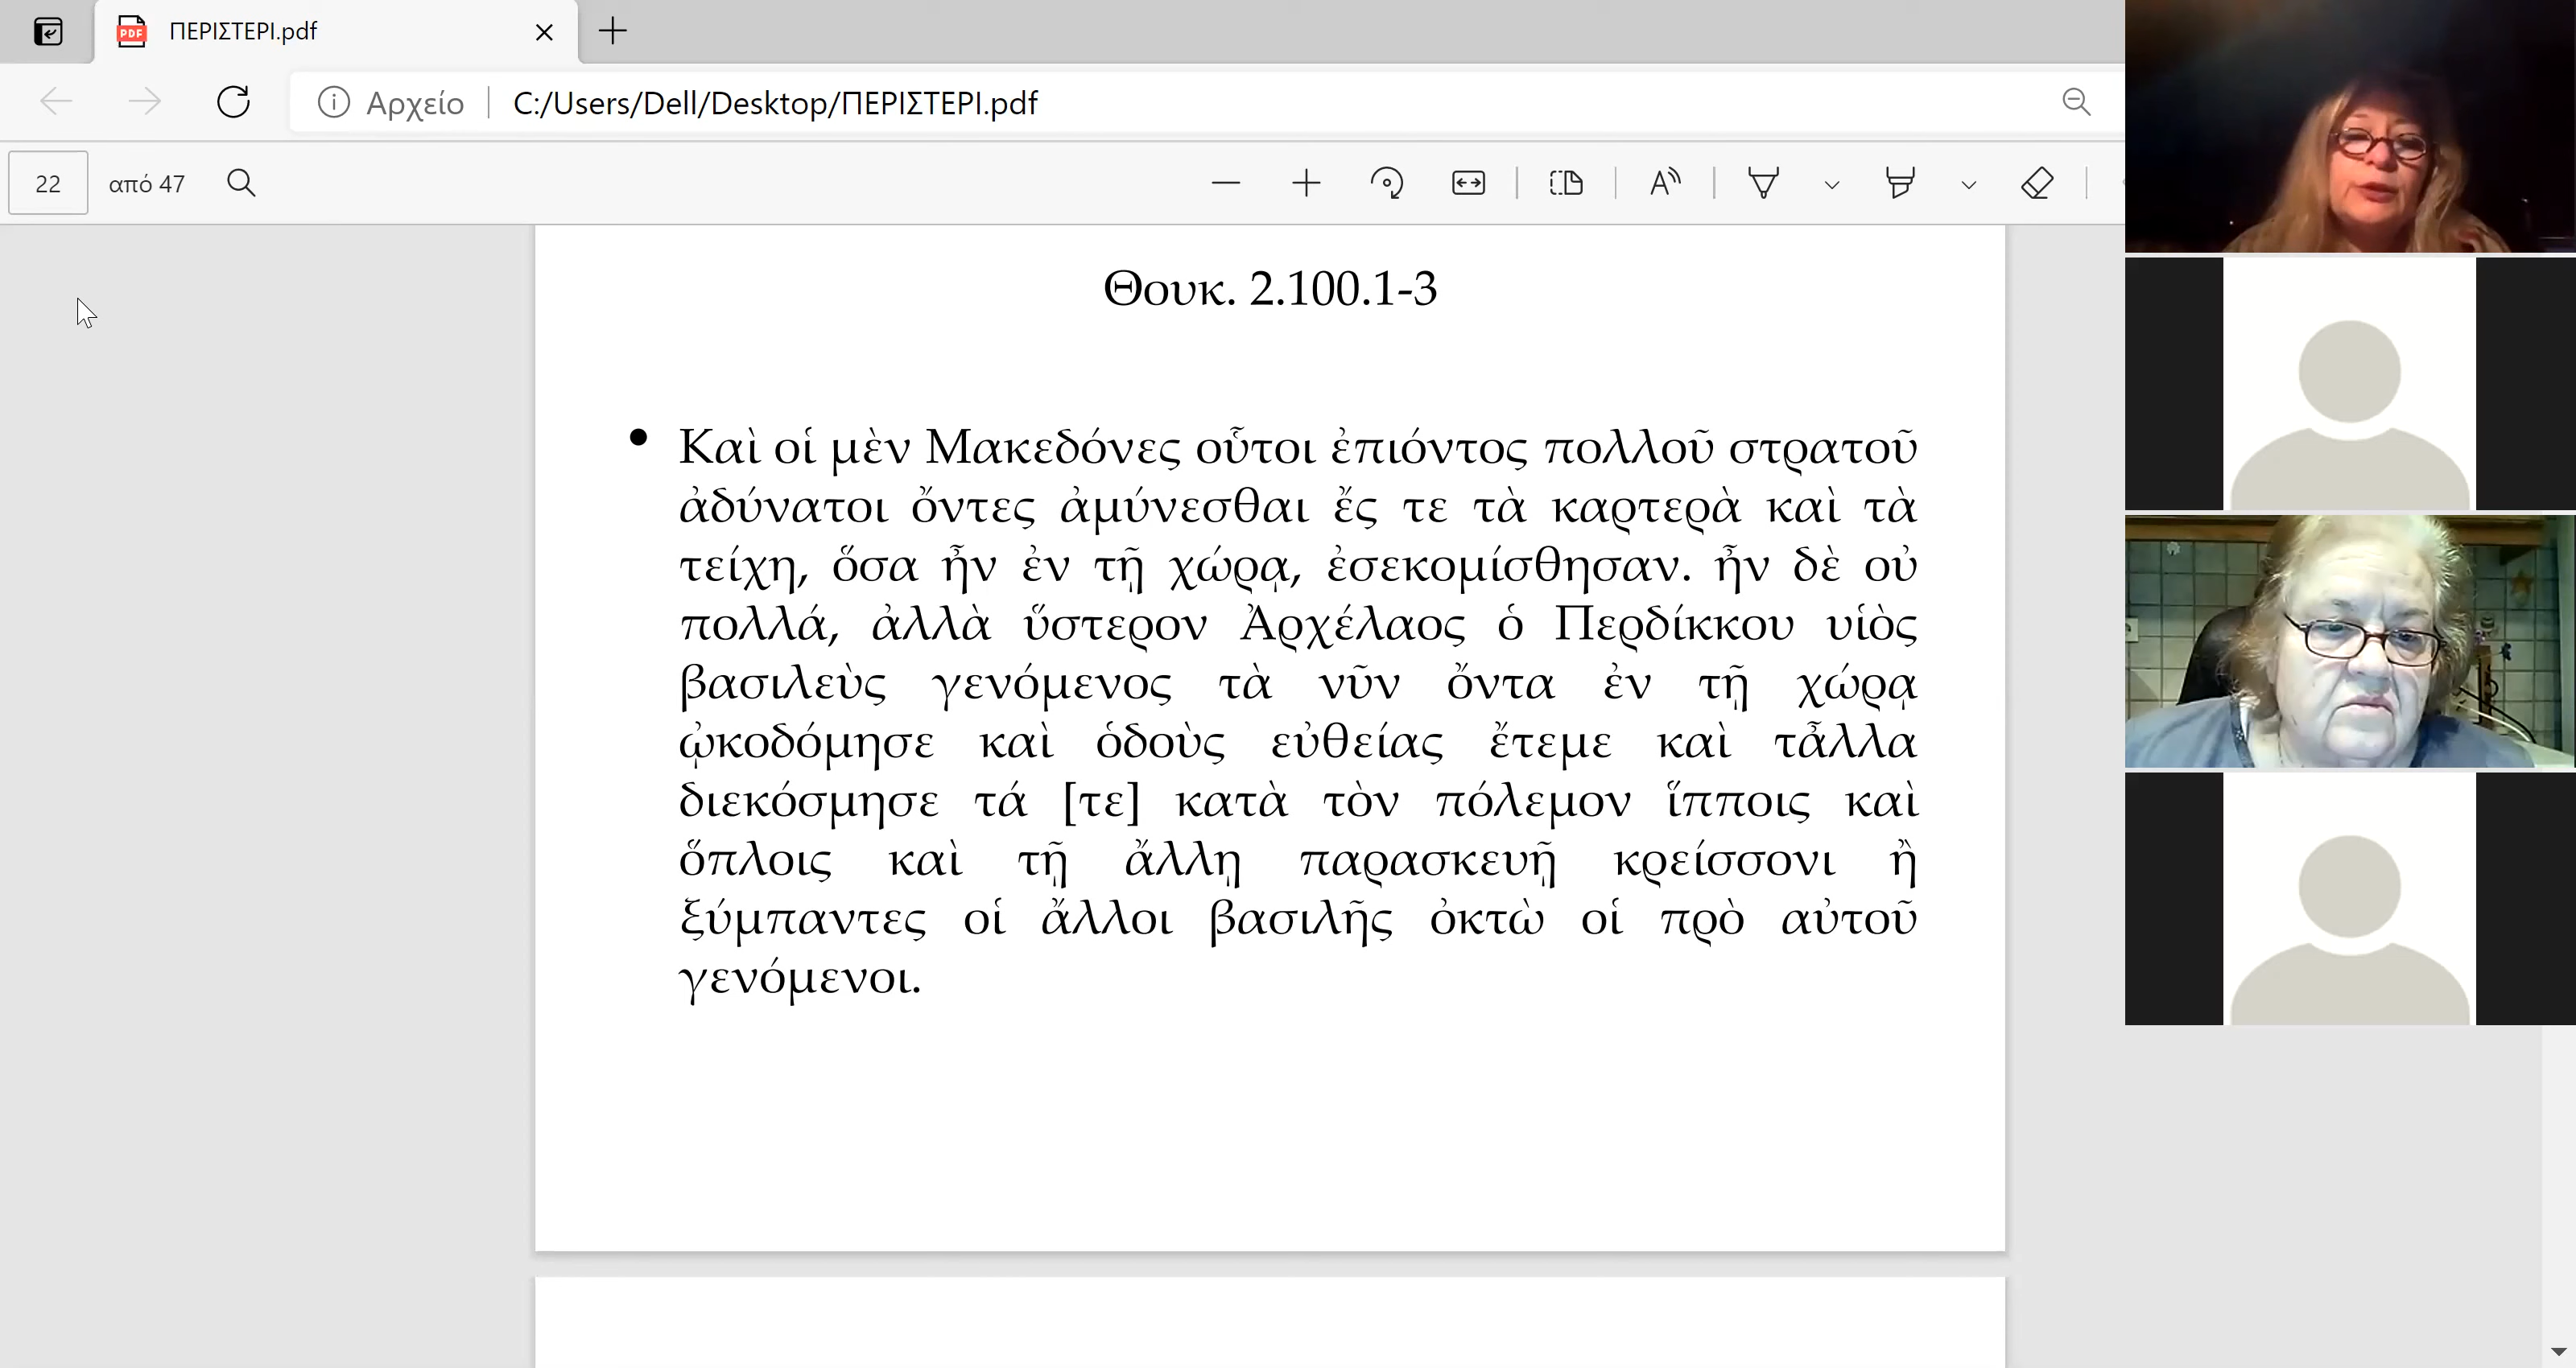 ΠΕΡΙΣΤΕΡΙ.pdf
Αρχείο C:/Users/Dell/Desktop/ΠΕΡΙΣΤΕΡΙ.pdf
22 από 47
Θουκ. 2.100.1-3
• Καὶ οἱ μὲν Μακεδόνες οὗτοι ἐπιόντος πολλοῦ στρατοῦ
ἀδύνατοι ὄντες ἀμύνεσθαι ἔς τε τὰ καρτερὰ καὶ τὰ
τείχη, ὅσα ἦν ἐν τῇ χώρᾳ, ἐσεκομίσθησαν. ἦν δὲ οὐ
πολλά, ἀλλὰ ὕστερον Ἀρχέλαος ὁ Περδίκκου υἱὸς
βασιλεὺς γενόμενος τὰ νῦν ὄντα ἐν τῇ χώρᾳ
ᾠκοδόμησε καὶ ὁδοὺς εὐθείας ἔτεμε καὶ τἆλλα
διεκόσμησε τά [τε] κατὰ τὸν πόλεμον ἵπποις καὶ
ὅπλοις καὶ τῇ ἄλλῃ παρασκευῇ κρείσσονι ἢ
ξύμπαντες οἱ ἄλλοι βασιλῆς ὀκτὼ οἱ πρὸ αὐτοῦ
γενόμενοι.